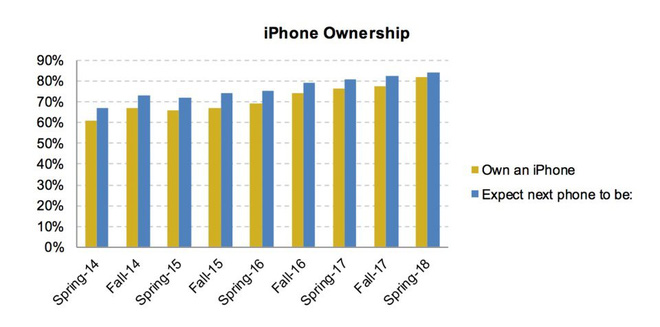 iPhone Ownership
90%
80%
70%
60%
50%
40%
30%
20%
10%
0%
Spring-14
Fall-14
Spring-15
Fall-15
Spring-16
Fall-16
Spring-17
Fall-17
Spring-18
Own an iPhone
Expect next phone to be: